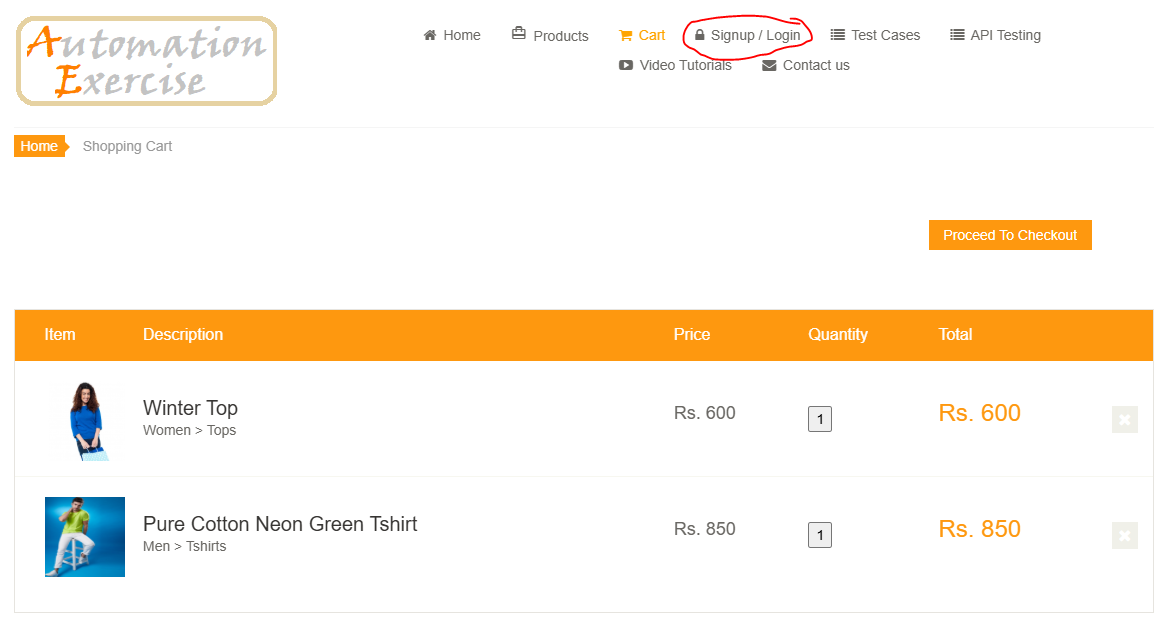 Automation
Exercise
Home Products Cart Signup / Login Test Cases API Testing
Video Tutorials Contact us
Home Shopping Cart
Proceed To Checkout
Item Description Price Quantity Total
Winter Top
Women > Tops
Rs. 600 1 Rs. 600
Pure Cotton Neon Green Tshirt
Men > Tshirts
Rs. 850 1 Rs. 850